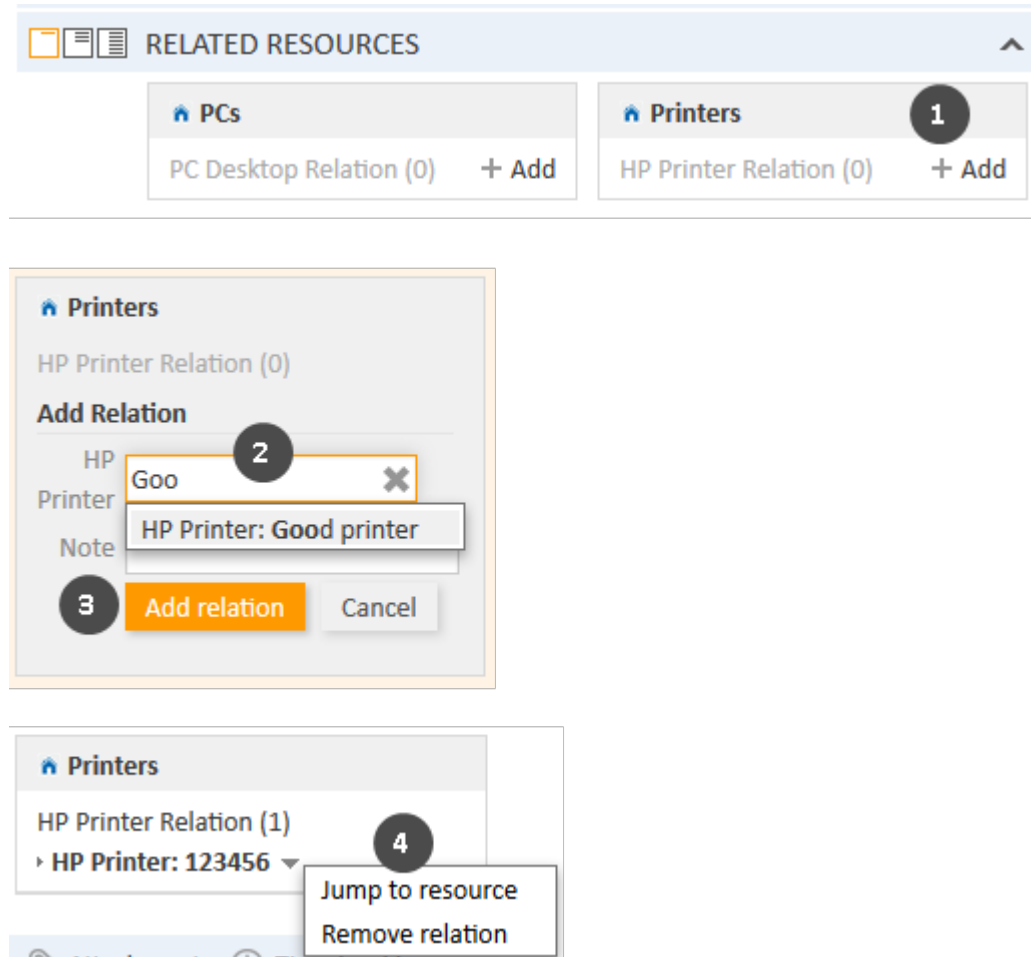 RELATED RESOURCES
PCs
PC Desktop Relation (0) + Add
Printers 1
HP Printer Relation (0) + Add
Printers
HP Printer Relation (0)
Add Relation
2
HP Printer
Goo
HP Printer: Good printer
Note
3 Add relation Cancel
Printers
HP Printer Relation (1)
4
HP Printer: 123456
Jump to resource
Remove relation